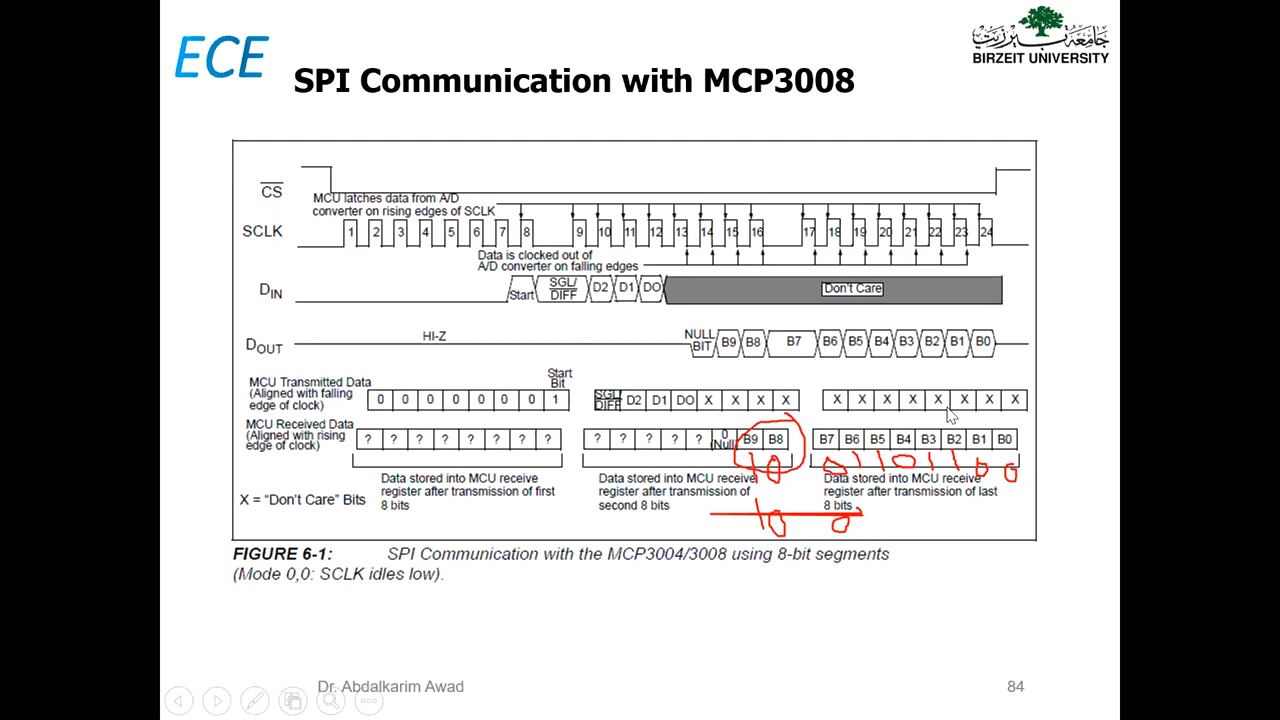 ECE
جامعة بيرزيت
BIRZEIT UNIVERSITY
SPI Communication with MCP3008
CS
MCU latches data from A/D
converter on rising edges of SCLK
SCLK
1 2 3 4 5 6 7 8 9 10 11 12 13 14 15 16 17 18 19 20 21 22 23 24
Data is clocked out of
A/D converter on falling edges
DIN
Start SGL/DIFF D2 D1 DO Don't Care
DOUT
HI-Z
NULL BIT B9 B8 B7 B6 B5 B4 B3 B2 B1 B0
MCU Transmitted Data
(Aligned with falling
edge of clock)
Start
Bit
0 0 0 0 0 0 0 1 SGL/DIFF D2 D1 DO X X X X X X X X X X X X
MCU Received Data
(Aligned with rising
edge of clock)
? ? ? ? ? ? ? ? ? ? ? ? ? 0 (Null) B9 B8 B7 B6 B5 B4 B3 B2 B1 B0
10 01101100
X = “Don't Care” Bits
Data stored into MCU receive
register after transmission of first
8 bits
Data stored into MCU receive
register after transmission of
second 8 bits
Data stored into MCU receive
register after transmission of last
8 bits
10 0
FIGURE 6-1: SPI Communication with the MCP3004/3008 using 8-bit segments
(Mode 0,0: SCLK idles low).
Dr. Abdalkarim Awad
84